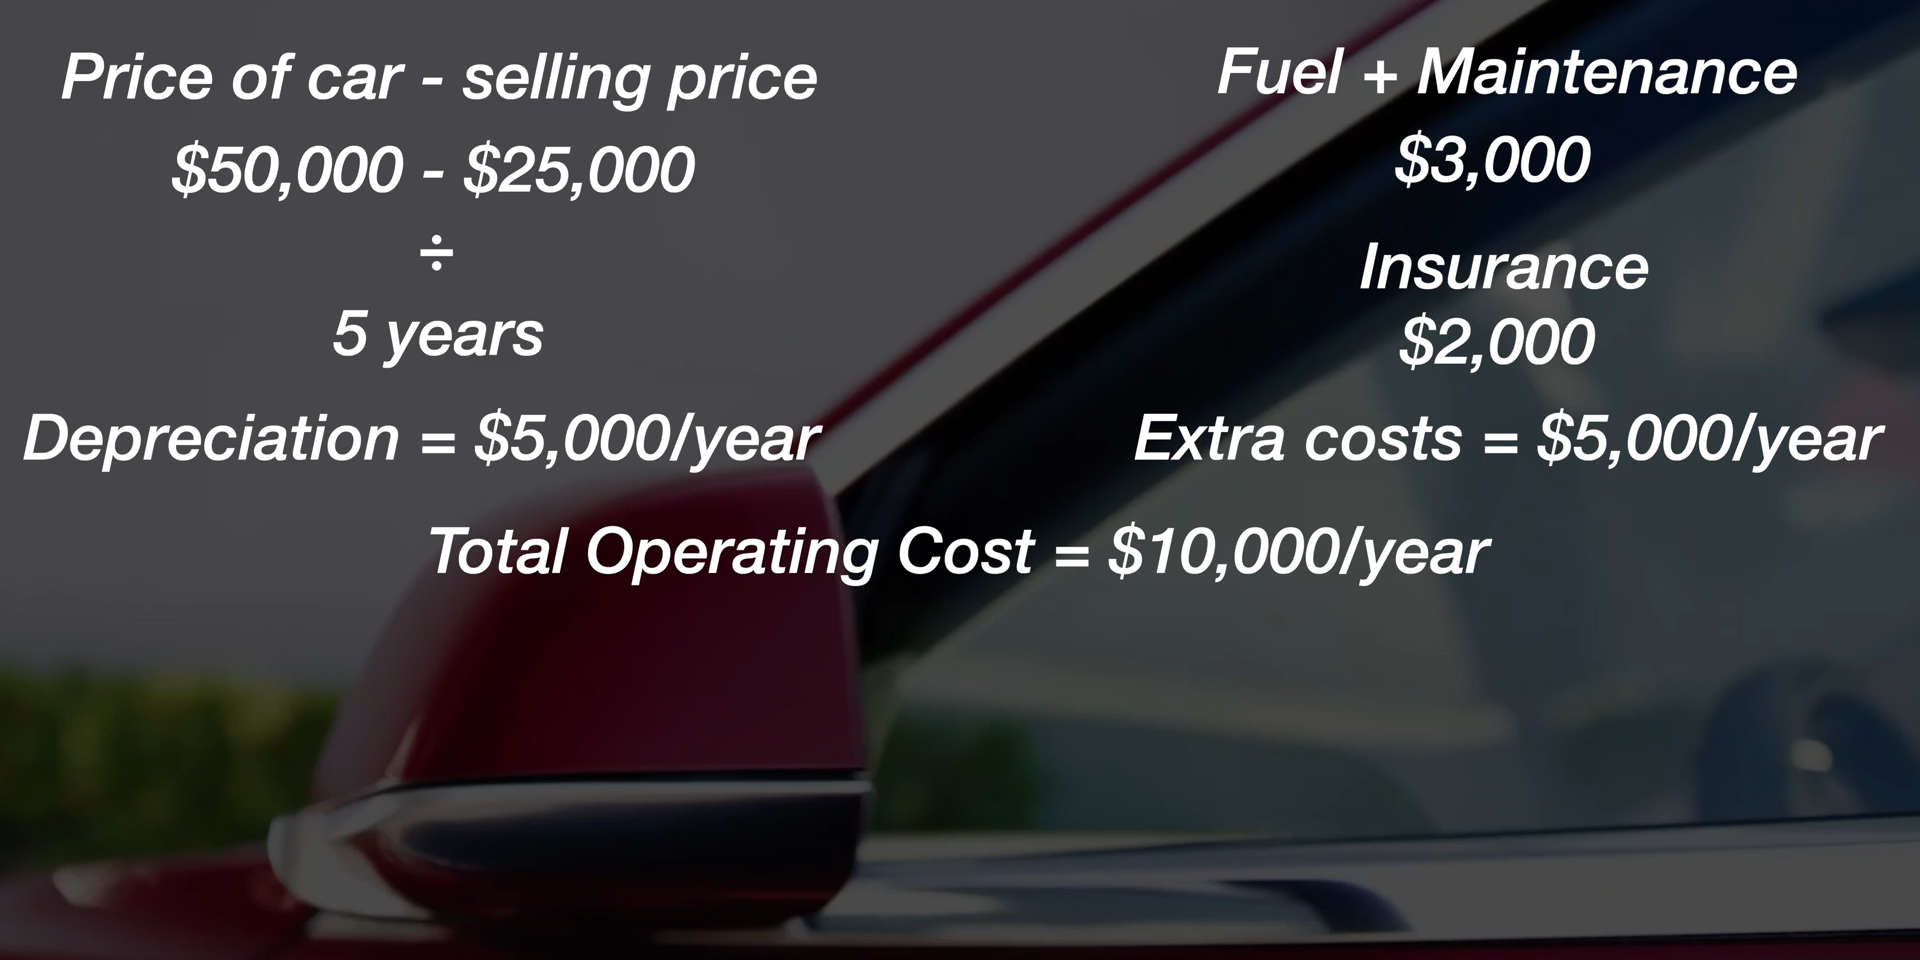 Price of car - selling price
$50,000 - $25,000
÷
5 years
Depreciation = $5,000/year
Fuel + Maintenance
$3,000
Insurance
$2,000
Extra costs = $5,000/year
Total Operating Cost = $10,000/year